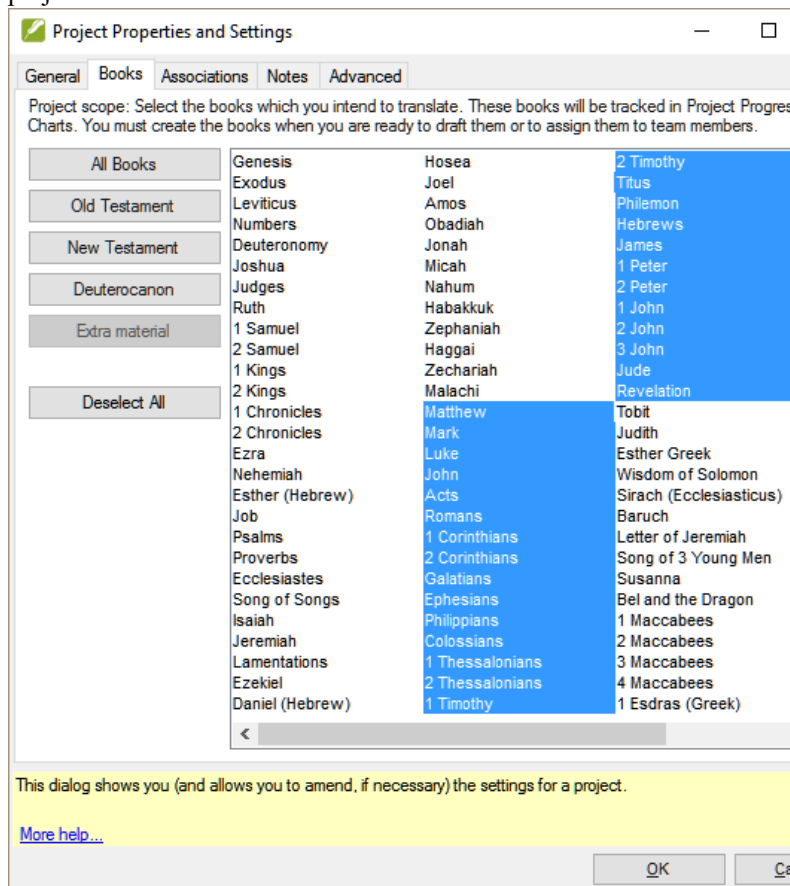 Project Properties and Settings
General Books Associations Notes Advanced
Project scope: Select the books which you intend to translate. These books will be tracked in Project Progres
Charts. You must create the books when you are ready to draft them or to assign them to team members.
All Books
Old Testament
New Testament
Deuterocanon
Extra material
Deselect All
Genesis
Exodus
Leviticus
Numbers
Deuteronomy
Joshua
Judges
Ruth
1 Samuel
2 Samuel
1 Kings
2 Kings
1 Chronicles
2 Chronicles
Ezra
Nehemiah
Esther (Hebrew)
Job
Psalms
Proverbs
Ecclesiastes
Song of Songs
Isaiah
Jeremiah
Lamentations
Ezekiel
Daniel (Hebrew)
Hosea
Joel
Amos
Obadiah
Jonah
Micah
Nahum
Habakkuk
Zephaniah
Haggai
Zechariah
Malachi
Matthew
Mark
Luke
John
Acts
Romans
1 Corinthians
2 Corinthians
Galatians
Ephesians
Philippians
Colossians
1 Thessalonians
2 Thessalonians
1 Timothy
2 Timothy
Titus
Philemon
Hebrews
James
1 Peter
2 Peter
1 John
2 John
3 John
Jude
Revelation
Tobit
Judith
Esther Greek
Wisdom of Solomon
Sirach (Ecclesiasticus)
Baruch
Letter of Jeremiah
Song of 3 Young Men
Susanna
Bel and the Dragon
1 Maccabees
2 Maccabees
3 Maccabees
4 Maccabees
1 Esdras (Greek)
This dialog shows you (and allows you to amend, if necessary) the settings for a project.
More help...
OK
Ca